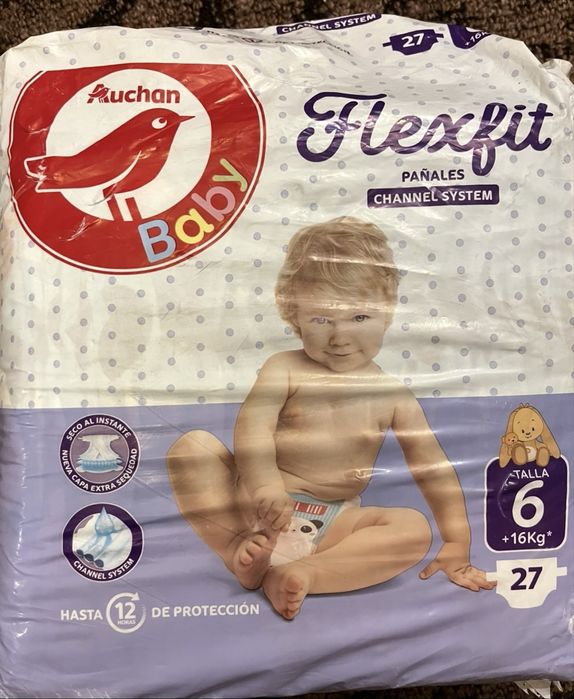 CHANNEL SYSTEM
27
Auchan
Baby
Flexfit
PAÑALES
CHANNEL SYSTEM
SECO AL INSTANTE
NUEVA CAPA EXTRA SEQUEDAD
CHANNEL SYSTEM
HASTA 12 HORAS DE PROTECCIÓN
TALLA
6
+16Kg*
27